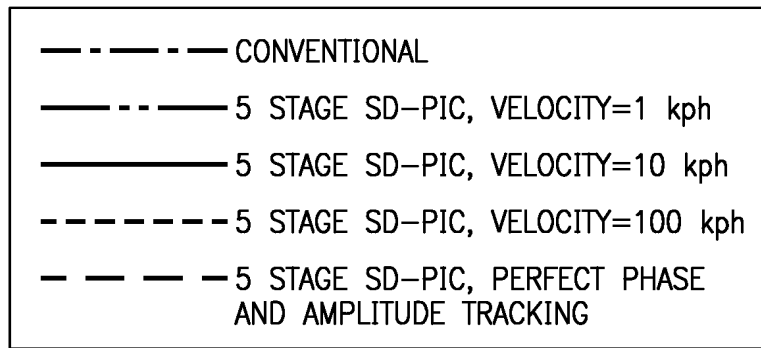 CONVENTIONAL
5 STAGE SD-PIC, VELOCITY=1 kph
5 STAGE SD-PIC, VELOCITY=10 kph
5 STAGE SD-PIC, VELOCITY=100 kph
5 STAGE SD-PIC, PERFECT PHASE
AND AMPLITUDE TRACKING